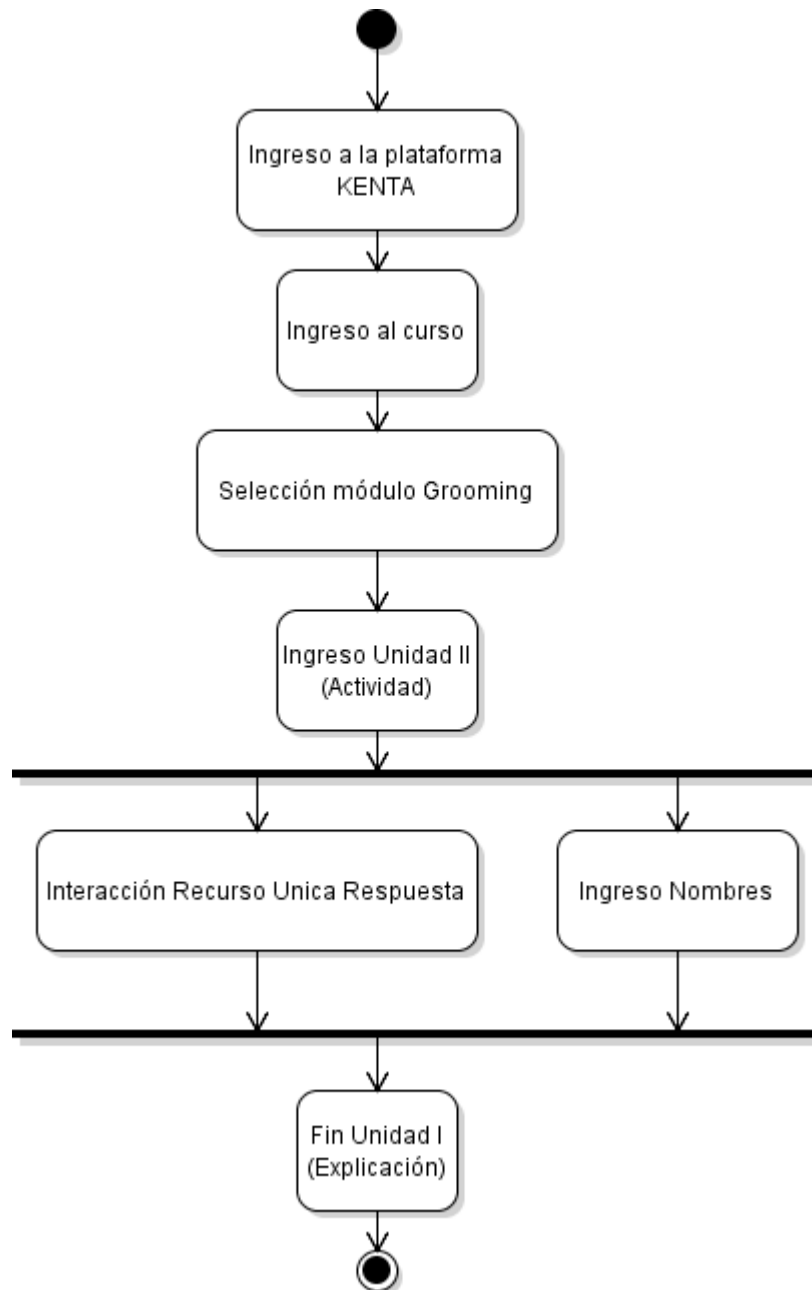 Ingreso a la plataforma
KENTA
Ingreso al curso
Selección módulo Grooming
Ingreso Unidad II
(Actividad)
Interacción Recurso Unica Respuesta
Ingreso Nombres
Fin Unidad I
(Explicación)